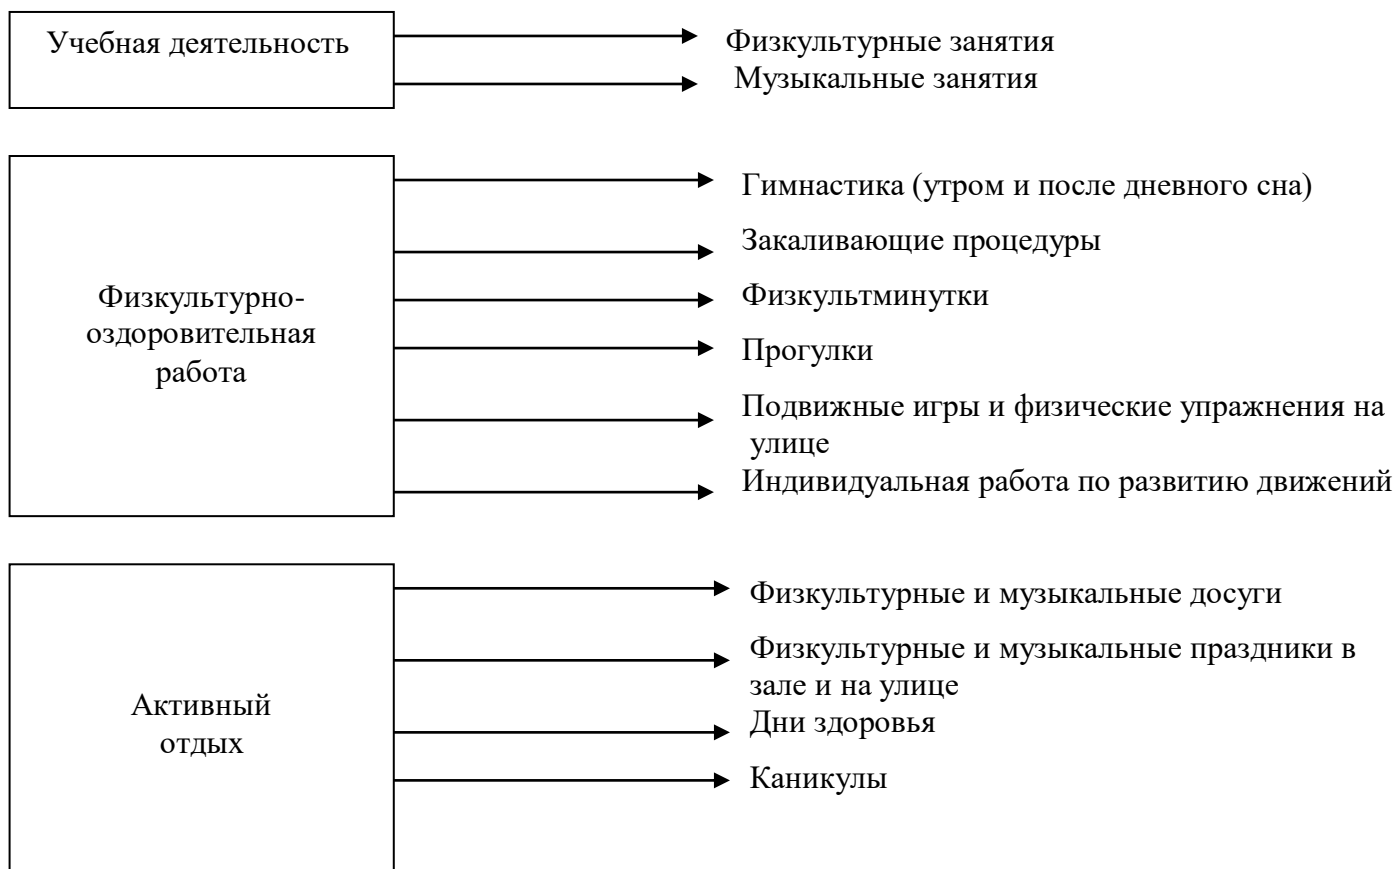 Учебная деятельность
Физкультурные занятия
Музыкальные занятия
Физкультурно-
оздоровительная
работа
Гимнастика (утром и после дневного сна)
Закаливающие процедуры
Физкультминутки
Прогулки
Подвижные игры и физические упражнения на
улице
Индивидуальная работа по развитию движений
Активный
отдых
Физкультурные и музыкальные досуги
Физкультурные и музыкальные праздники в
зале и на улице
Дни здоровья
Каникулы